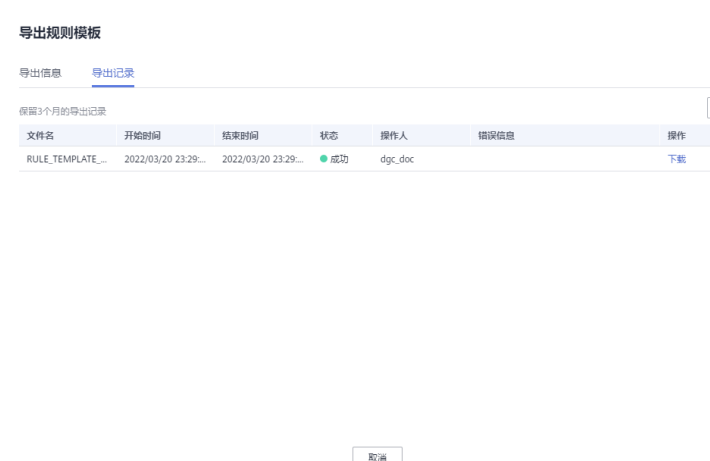 导出规则模板
导出信息 导出记录
保留3个月的导出记录
文件名 开始时间 结束时间 状态 操作人 错误信息 操作
RULE_TEMPLATE_... 2022/03/20 23:29:... 2022/03/20 23:29:... 成功 dgc_doc 下载
取消